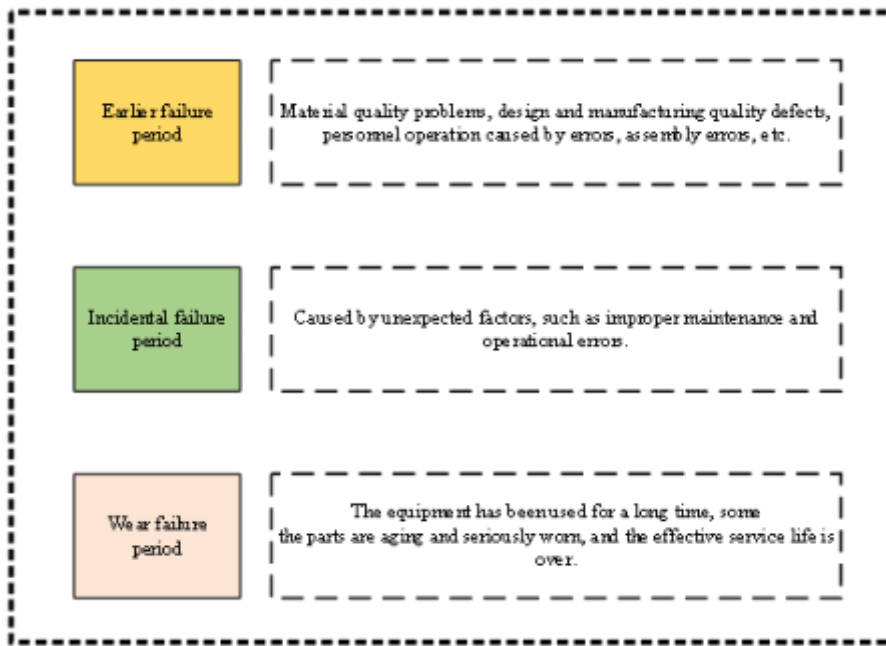 Earlier failure
period
Material quality problems, design and manufacturing quality defects,
personnel operation caused by errors, assembly errors, etc.
Incidental failure
period
Caused by unexpected factors, such as improper maintenance and
operational errors.
Wear failure
period
The equipment has been used for a long time, some
the parts are aging and seriously worn, and the effective service life is
over.